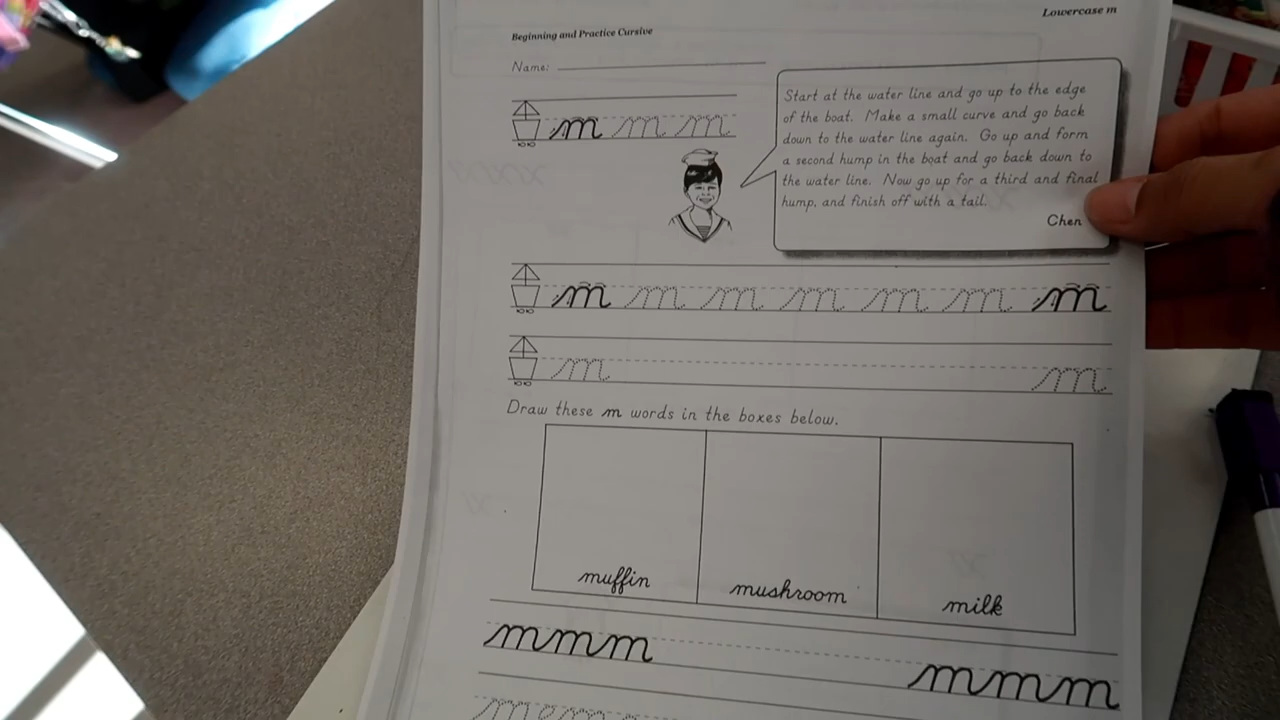 Lowercase m
Beginning and Practice Cursive
Name:
m m m
Start at the water line and go up to the edge
of the boat. Make a small curve and go back
down to the water line again. Go up and form
a second hump in the boat and go back down to
the water line. Now go up for a third and final
hump, and finish off with a tail.
Chen
m m m m m m m
m m
Draw these m words in the boxes below.
muffin mushroom milk
mmm mmm